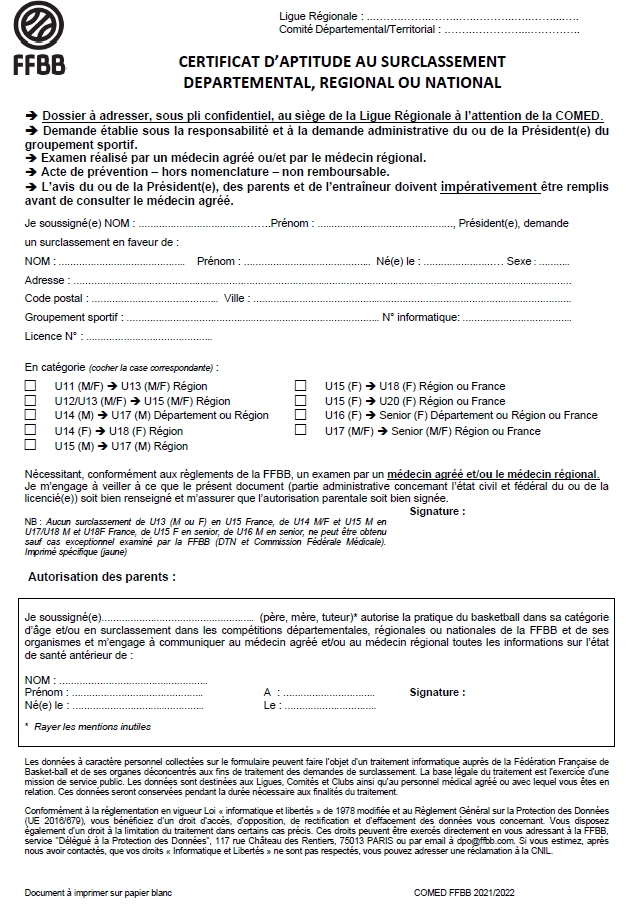 FFBB
Ligue Régionale : ……………………………………………
Comité Départemental/Territorial : ……………………………
CERTIFICAT D'APTITUDE AU SURCLASSEMENT
DEPARTEMENTAL, REGIONAL OU NATIONAL
➔ Dossier à adresser, sous pli confidentiel, au siège de la Ligue Régionale à l'attention de la COMED.
➔ Demande établie sous la responsabilité et à la demande administrative du ou de la Président(e) du
groupement sportif.
➔ Examen réalisé par un médecin agréé ou/et par le médecin régional.
➔ Acte de prévention – hors nomenclature – non remboursable.
➔ L'avis du ou de la Président(e), des parents et de l'entraîneur doivent impérativement être remplis
avant de consulter le médecin agréé.
Je soussigné(e) NOM : ……………………………………Prénom : ……………………………………, Président(e), demande
un surclassement en faveur de :
NOM : …………………………………… Prénom : …………………………………… Né(e) le : ……………………… Sexe : ………..
Adresse : ……………………………………………………………………………………………………………………
Code postal : …………………………………… Ville : ……………………………………………………………………………
Groupement sportif : …………………………………………………………………… N° informatique: ………………………………
Licence N° : ……………………………………
En catégorie (cocher la case correspondante) :
☐ U11 (M/F) ➔ U13 (M/F) Région ☐ U15 (F) ➔ U18 (F) Région ou France
☐ U12/U13 (M/F) ➔ U15 (M/F) Région ☐ U15 (F) ➔ U20 (F) Région ou France
☐ U14 (M) ➔ U17 (M) Département ou Région ☐ U16 (F) ➔ Senior (F) Département ou Région ou France
☐ U14 (F) ➔ U18 (F) Région ☐ U17 (M/F) ➔ Senior (M/F) Région ou France
☐ U15 (M) ➔ U17 (M) Région
Nécessitant, conformément aux règlements de la FFBB, un examen par un médecin agréé et/ou le médecin régional.
Je m'engage à veiller à ce que le présent document (partie administrative concernant l'état civil et fédéral du ou de la
licencié(e)) soit bien renseigné et m'assure que l'autorisation parentale soit bien signée.
Signature :
NB : Aucun surclassement de U13 (M ou F) en U15 France, de U14 M/F et U15 M en
U17/U18 M et U18F France, de U15 F en senior, de U16 M en senior, ne peut être obtenu
sauf cas exceptionnel examiné par la FFBB (DTN et Commission Fédérale Médicale).
Imprimé spécifique (jaune)
Autorisation des parents :
Je soussigné(e)…………………………………………….. (père, mère, tuteur)* autorise la pratique du basketball dans sa catégorie
d'âge et/ou en surclassement dans les compétitions départementales, régionales ou nationales de la FFBB et de ses
organismes et m'engage à communiquer au médecin agréé et/ou au médecin régional toutes les informations sur l'état
de santé antérieur de :
NOM : ……………………………………………
Prénom : …………………………………… A : ………………………… Signature :
Né(e) le : …………………………………… Le : …………………………
* Rayer les mentions inutiles
Les données à caractère personnel collectées sur le formulaire peuvent faire l'objet d'un traitement informatique auprès de la Fédération Française de
Basket-ball et de ses organes déconcentrés aux fins de traitement des demandes de surclassement. La base légale du traitement est l'exercice d'une
mission de service public. Les données sont destinées aux Ligues, Comités et Clubs ainsi qu'au personnel médical agréé ou avec lequel vous êtes en
relation. Ces données seront conservées pendant la durée nécessaire aux finalités du traitement.
Conformément à la réglementation en vigueur Loi « informatique et libertés » de 1978 modifiée et au Règlement Général sur la Protection des Données
(UE 2016/679), vous bénéficiez d'un droit d'accès, d'opposition, de rectification et d'effacement des données vous concernant. Vous disposez
également d'un droit à la limitation du traitement dans certains cas précis. Ces droits peuvent être exercés directement en vous adressant à la FFBB,
service "Délégué à la Protection des Données", 117 rue du Château des Rentiers, 75013 PARIS ou par email à dpo@ffbb.com. Si vous estimez, après
nous avoir contactés, que vos droits « Informatique et Libertés » ne sont pas respectés, vous pouvez adresser une réclamation à la CNIL.
Document à imprimer sur papier blanc COMED FFBB 2021/2022